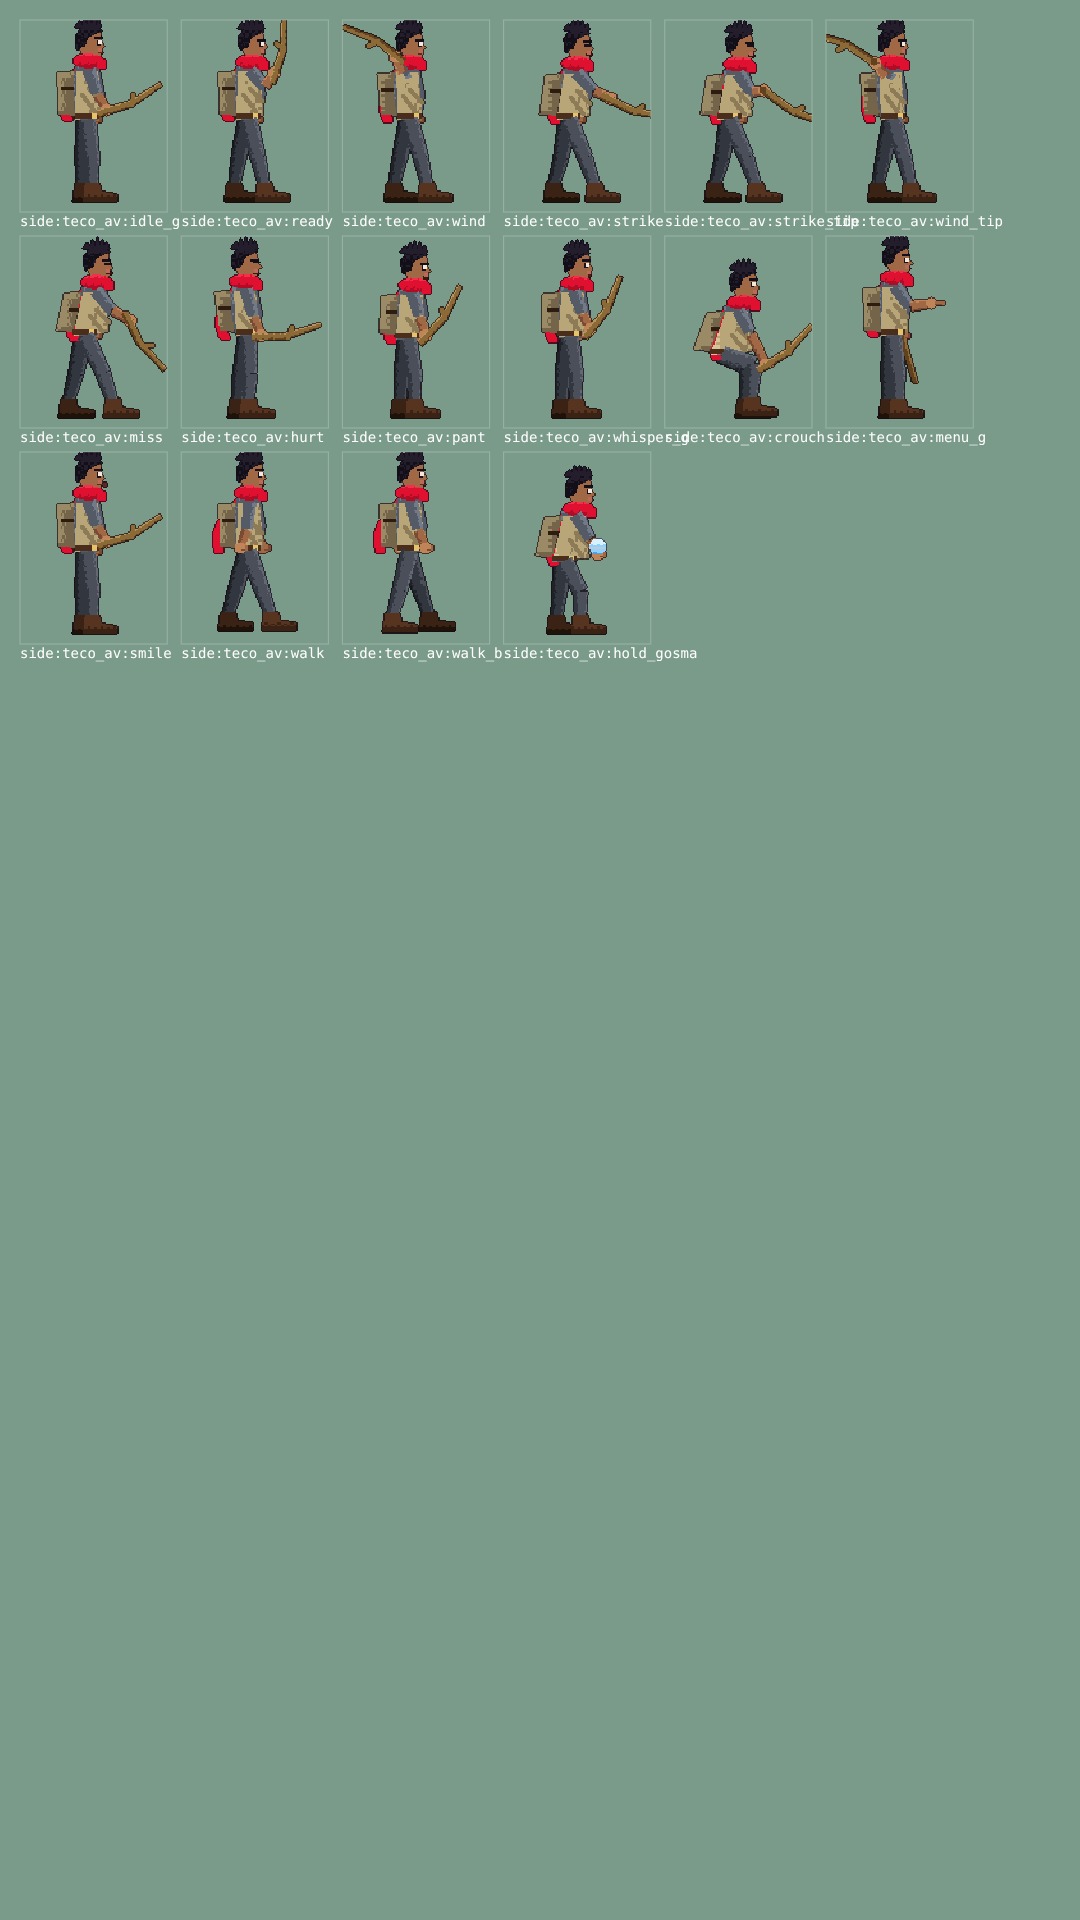 side:teco_av:idle_g side:teco_av:ready side:teco_av:wind side:teco_av:strike side:teco_av:strike_tip side:teco_av:wind_tip
side:teco_av:miss side:teco_av:hurt side:teco_av:pant side:teco_av:whisper_g side:teco_av:crouch side:teco_av:menu_g
side:teco_av:smile side:teco_av:walk side:teco_av:walk_b side:teco_av:hold_gosma